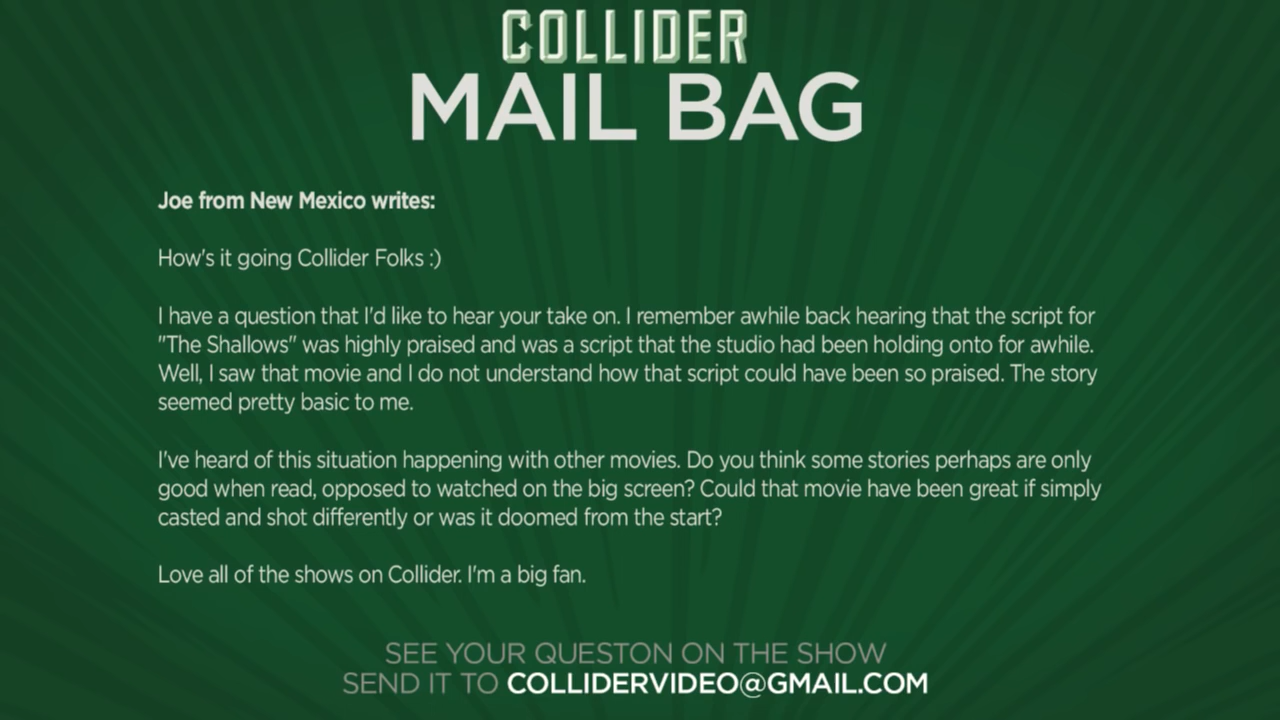 COLLIDER
MAIL BAG
Joe from New Mexico writes:
How's it going Collider Folks :)
I have a question that I'd like to hear your take on. I remember awhile back hearing that the script for
"The Shallows" was highly praised and was a script that the studio had been holding onto for awhile.
Well, I saw that movie and I do not understand how that script could have been so praised. The story
seemed pretty basic to me.
I've heard of this situation happening with other movies. Do you think some stories perhaps are only
good when read, opposed to watched on the big screen? Could that movie have been great if simply
casted and shot differently or was it doomed from the start?
Love all of the shows on Collider. I'm a big fan.
SEE YOUR QUESTON ON THE SHOW
SEND IT TO COLLIDERVIDEO@GMAIL.COM